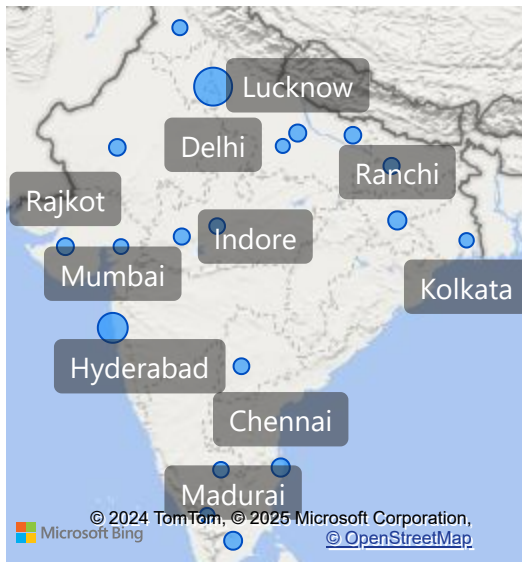 Lucknow
Delhi
Ranchi
Rajkot
Indore
Mumbai
Kolkata
Hyderabad
Chennai
Madurai
© 2024 TomTom, © 2025 Microsoft Corporation,
Microsoft Bing
© OpenStreetMap